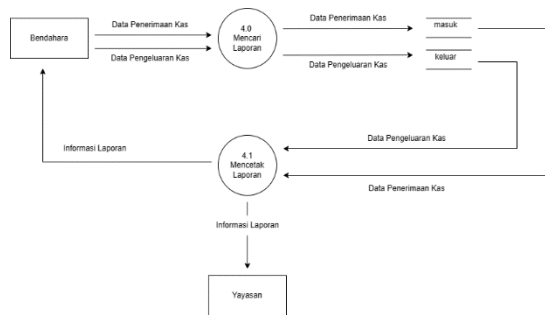 Data Penerimaan Kas
Data Penerimaan Kas
masuk
Bendahara
4.0
Mencari
Laporan
keluar
Data Pengeluaran Kas
Data Pengeluaran Kas
Data Pengeluaran Kas
Informasi Laporan
4.1
Mencetak
Laporan
Data Penerimaan Kas
Informasi Laporan
Yayasan